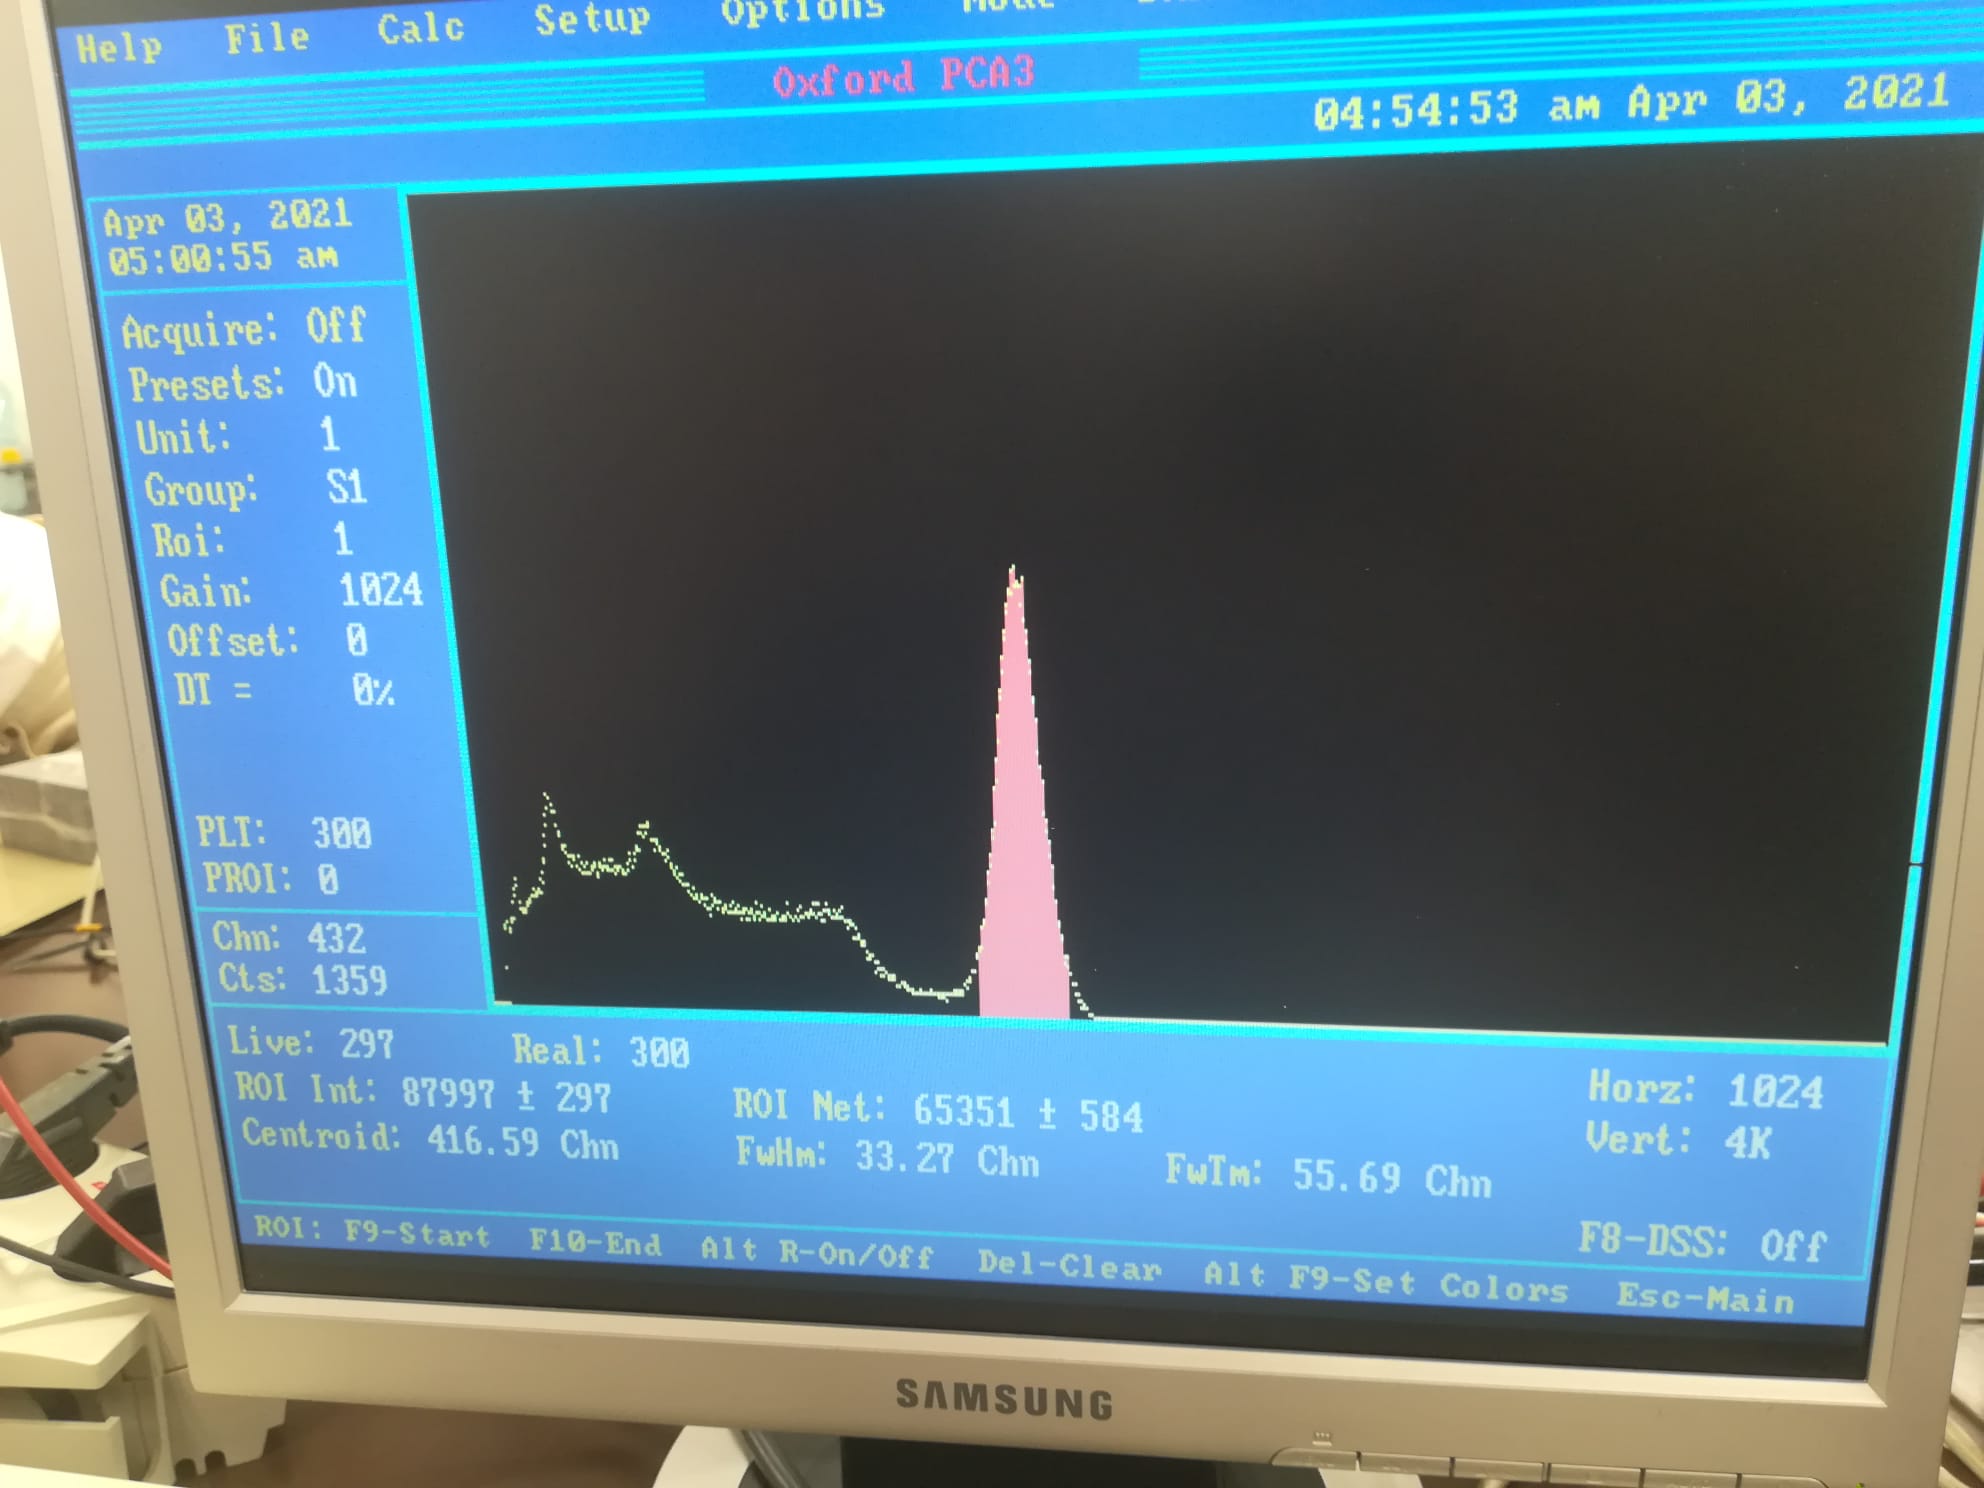 Help File Calc Setup Options
Oxford PCA3
04:54:53 am Apr 03, 2021
Apr 03, 2021
05:00:55 am
Acquire: Off
Presets: On
Unit: 1
Group: S1
Roi: 1
Gain: 1024
Offset: 0
DT = 0%
PLT: 300
PROI: 0
Chn: 432
Cts: 1359
Live: 297 Real: 300
ROI Int: 87997 ± 297 ROI Net: 65351 ± 584 Horz: 1024
Centroid: 416.59 Chn FwHm: 33.27 Chn FwTm: 55.69 Chn Vert: 4K
ROI: F9-Start F10-End Alt R-On/Off Del-Clear Alt F9-Set Colors Esc-Main
F8-DSS: Off
SAMSUNG